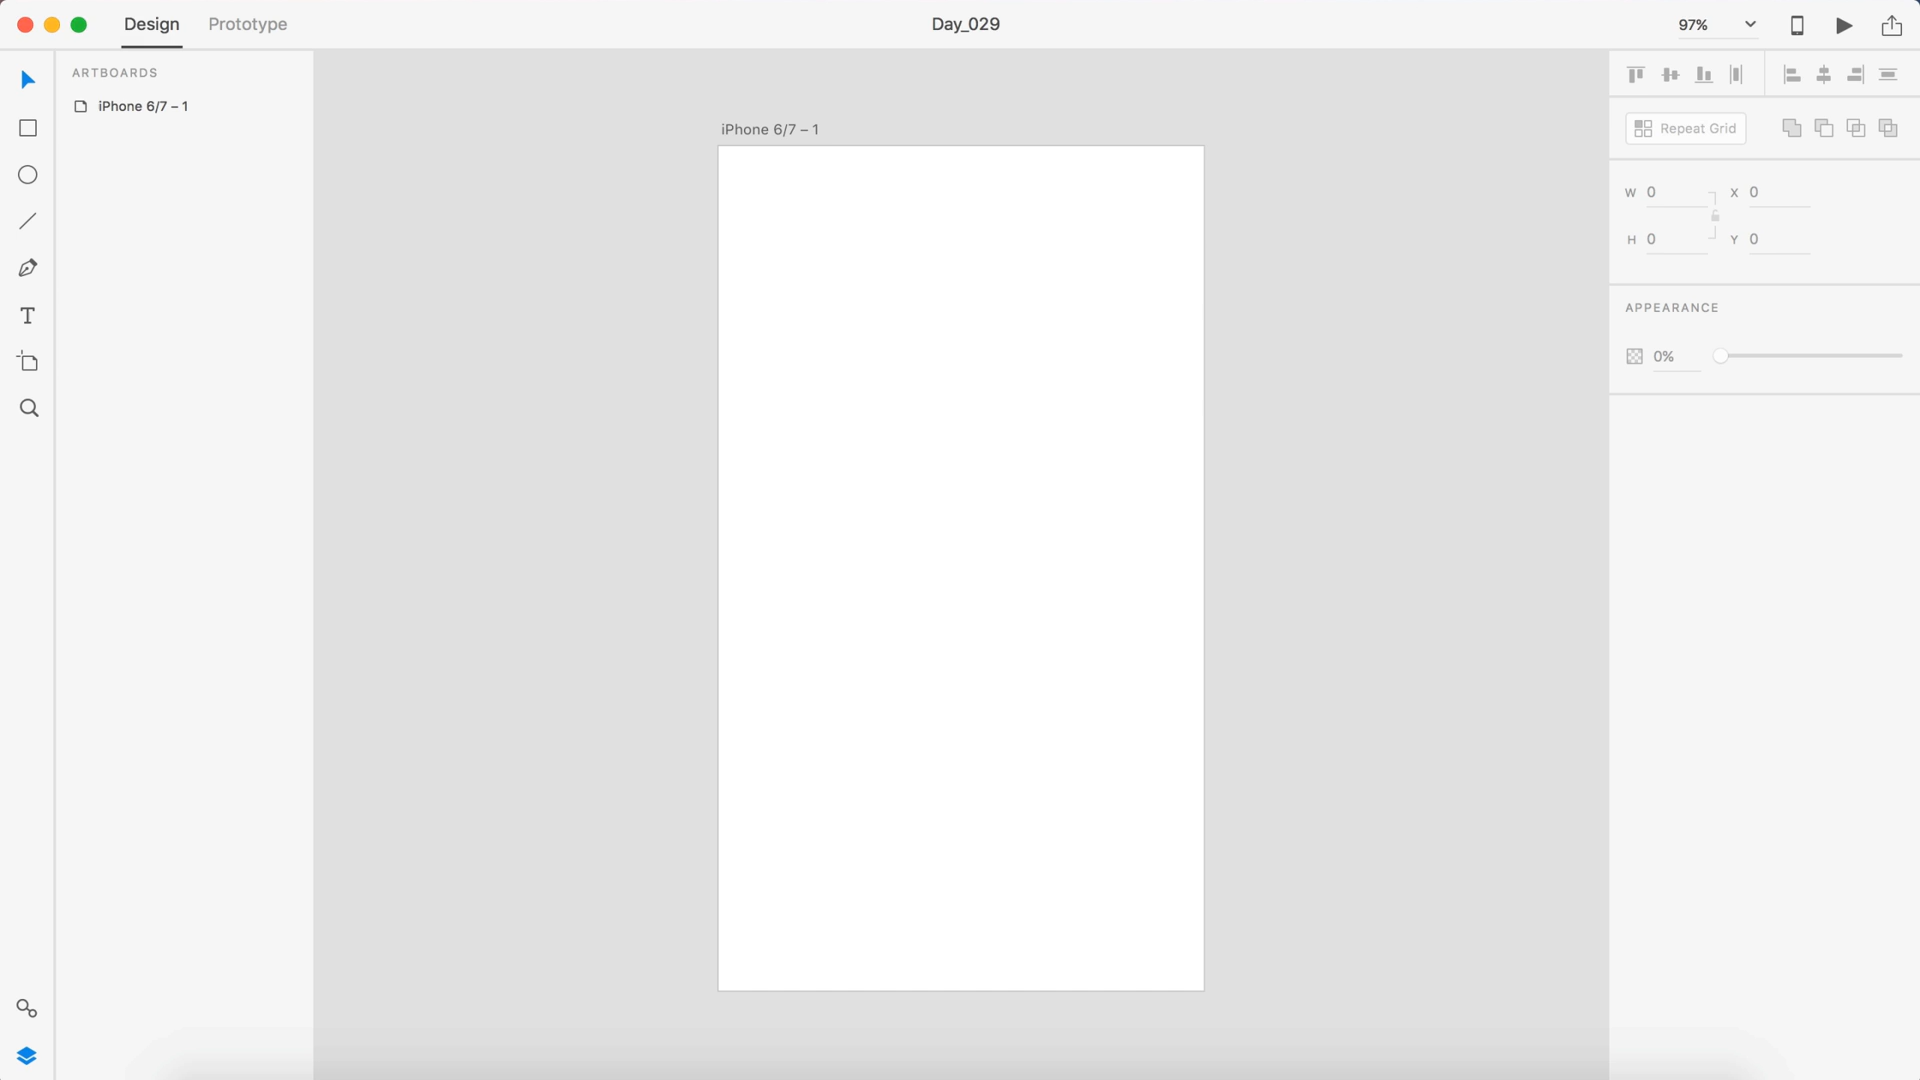 Design
Prototype
Day_029
97%
ARTBOARDS
iPhone 6/7 – 1
iPhone 6/7 – 1
Repeat Grid
W 0
X 0
H 0
Y 0
APPEARANCE
0%